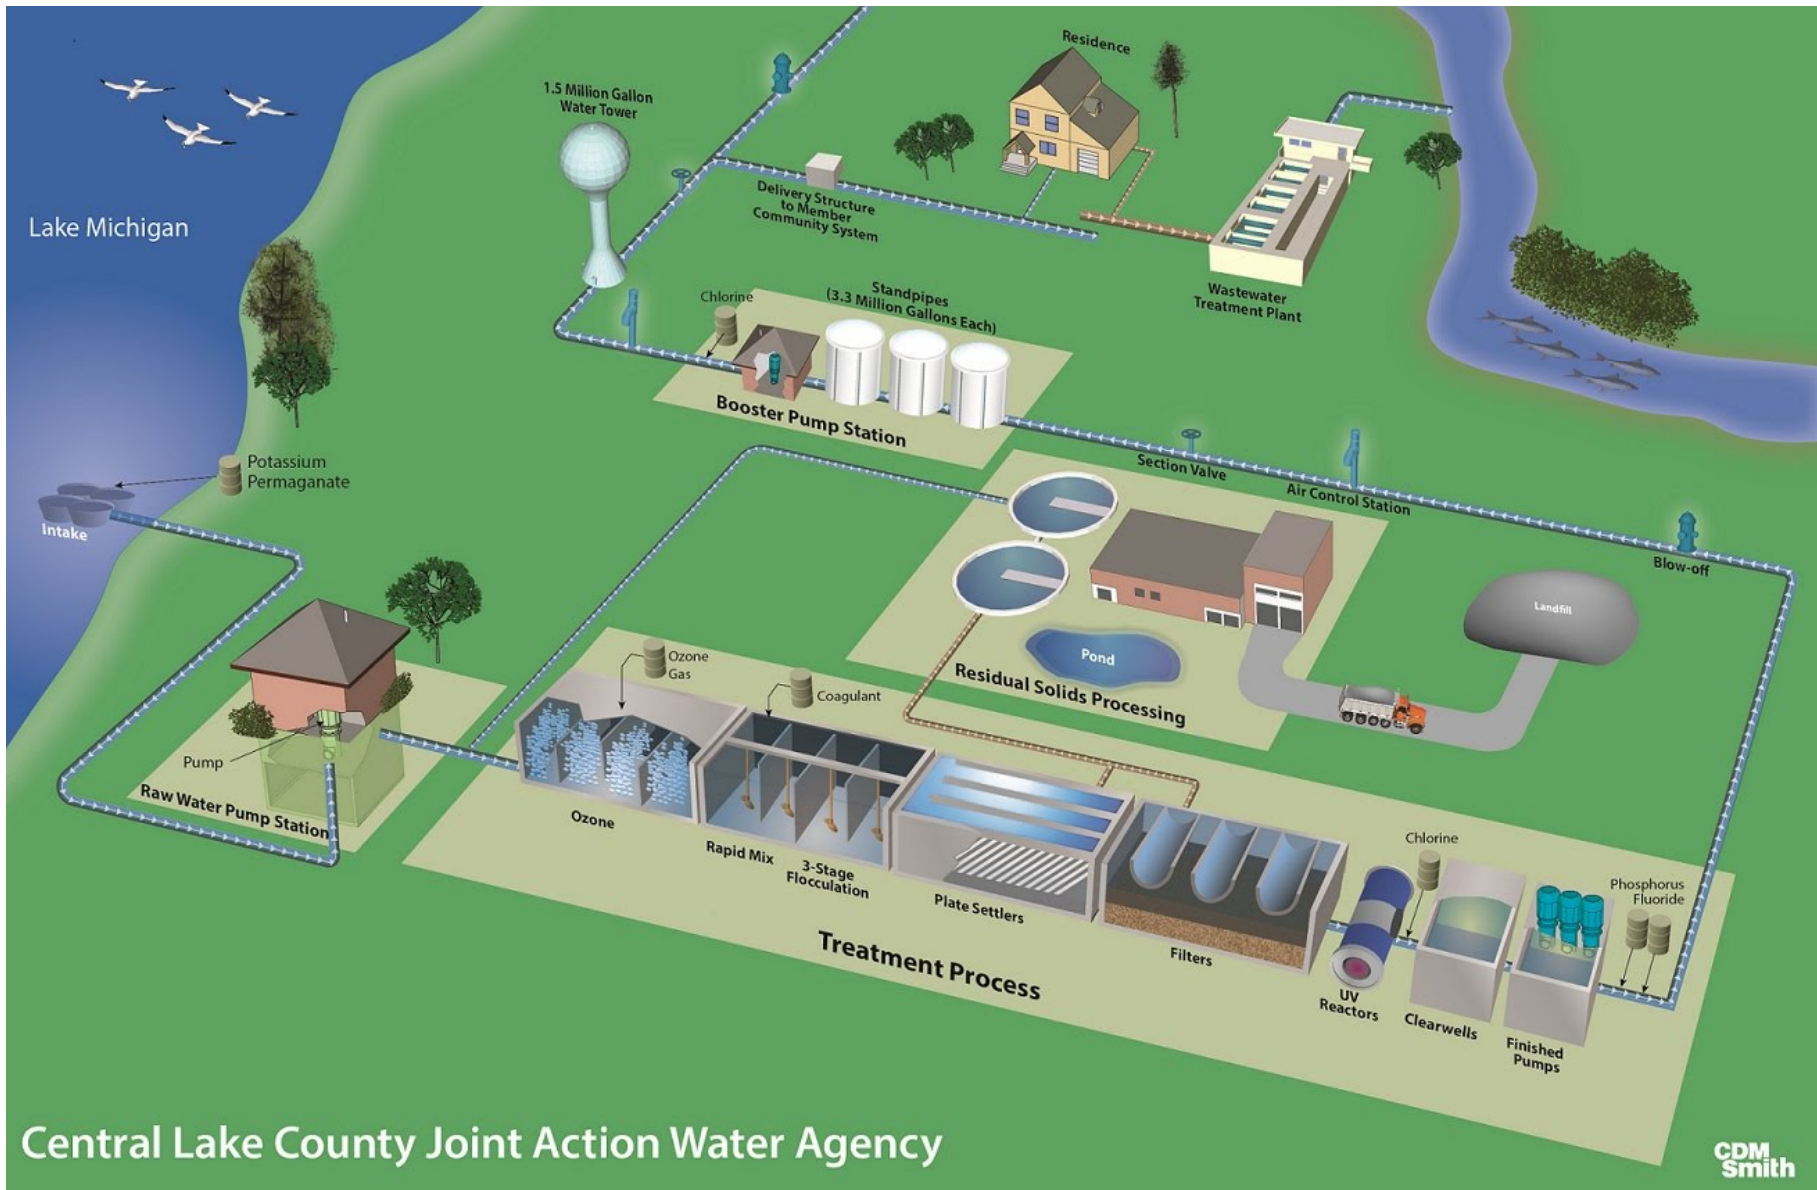 Residence
1.5 Million Gallon
Water Tower
Lake Michigan
Delivery Structure
to Member
Community System
Wastewater
Treatment Plant
Chlorine
Standpipes
(3.3 Million Gallons Each)
Booster Pump Station
Section Valve
Air Control Station
Blow-off
Potassium
Permaganate
Intake
Landfill
Pond
Residual Solids Processing
Ozone
Gas
Coagulant
Pump
Raw Water Pump Station
Ozone
Rapid Mix
3-Stage
Flocculation
Plate Settlers
Filters
Chlorine
Phosphorus
Fluoride
UV
Reactors
Clearwells
Finished
Pumps
Treatment Process
Central Lake County Joint Action Water Agency
CDM
Smith